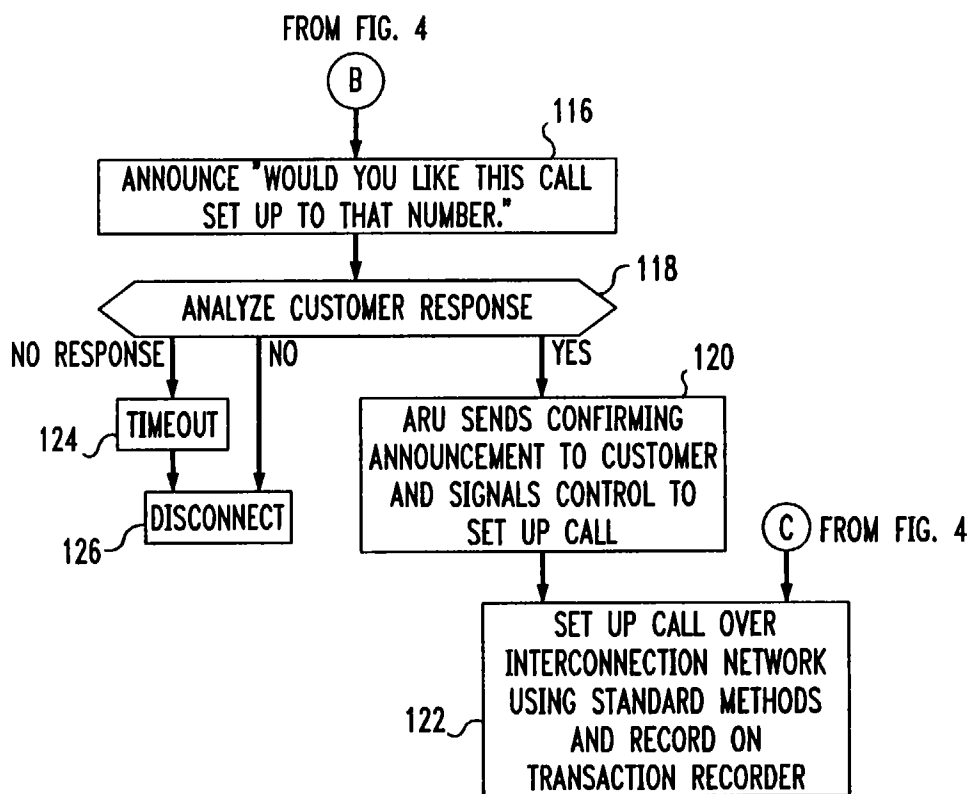 FROM FIG. 4
B
116
ANNOUNCE "WOULD YOU LIKE THIS CALL
SET UP TO THAT NUMBER."
118
ANALYZE CUSTOMER RESPONSE
NO RESPONSE
NO
YES
120
TIMEOUT
124
ARU SENDS CONFIRMING
ANNOUNCEMENT TO CUSTOMER
AND SIGNALS CONTROL TO
SET UP CALL
DISCONNECT
126
C
FROM FIG. 4
SET UP CALL OVER
INTERCONNECTION NETWORK
USING STANDARD METHODS
AND RECORD ON
TRANSACTION RECORDER
122